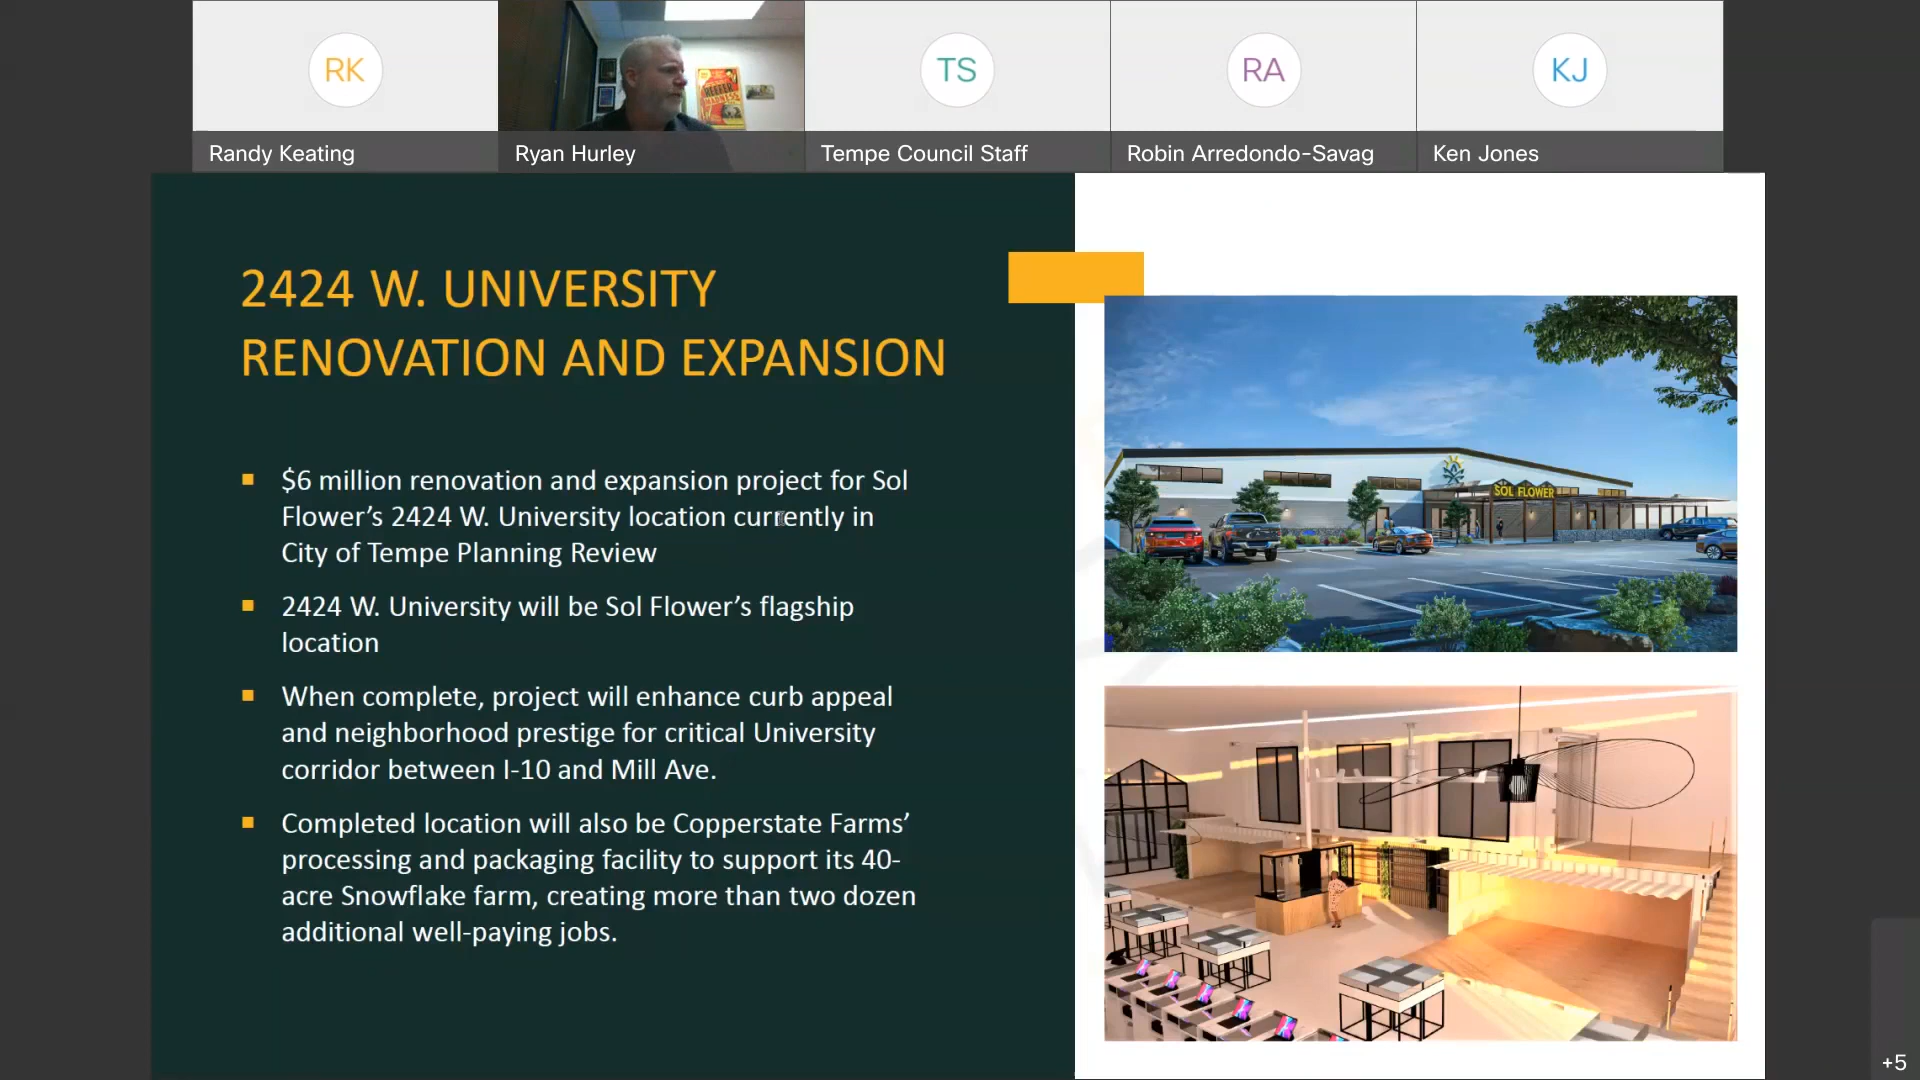 RK
TS
RA
KJ
REEFER
MADNESS
Randy Keating
Ryan Hurley
Tempe Council Staff
Robin Arredondo-Savag
Ken Jones
2424 W. UNIVERSITY
RENOVATION AND EXPANSION
$6 million renovation and expansion project for Sol
Flower’s 2424 W. University location currently in
City of Tempe Planning Review
2424 W. University will be Sol Flower’s flagship
location
When complete, project will enhance curb appeal
and neighborhood prestige for critical University
corridor between I-10 and Mill Ave.
Completed location will also be Copperstate Farms’
processing and packaging facility to support its 40-
acre Snowflake farm, creating more than two dozen
additional well-paying jobs.
SOL FLOWER
+5